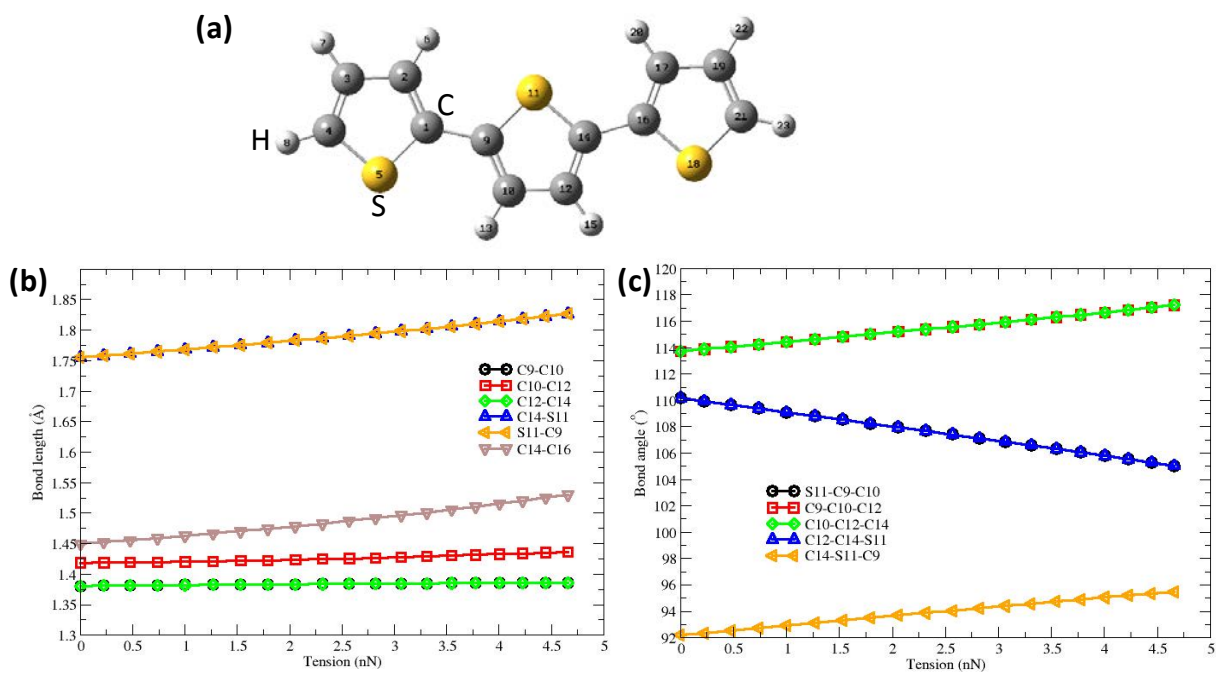 (a)
7
6
20
22
3
2
11
17
19
C
4
1
9
14
16
21
H
8
5
10
12
18
23
S
13
15
(b)
(c)
1.85
1.8
1.75
1.7
1.65
1.6
1.55
1.5
1.45
1.4
1.35
1.3
Bond length (Å)
C9-C10
C10-C12
C12-C14
C14-S11
S11-C9
C14-C16
0 0.5 1 1.5 2 2.5 3 3.5 4 4.5 5
Tension (nN)
120
118
116
114
112
110
108
106
104
102
100
98
96
94
92
Bond angle (°)
S11-C9-C10
C9-C10-C12
C10-C12-C14
C12-C14-S11
C14-S11-C9
0 0.5 1 1.5 2 2.5 3 3.5 4 4.5 5
Tension (nN)